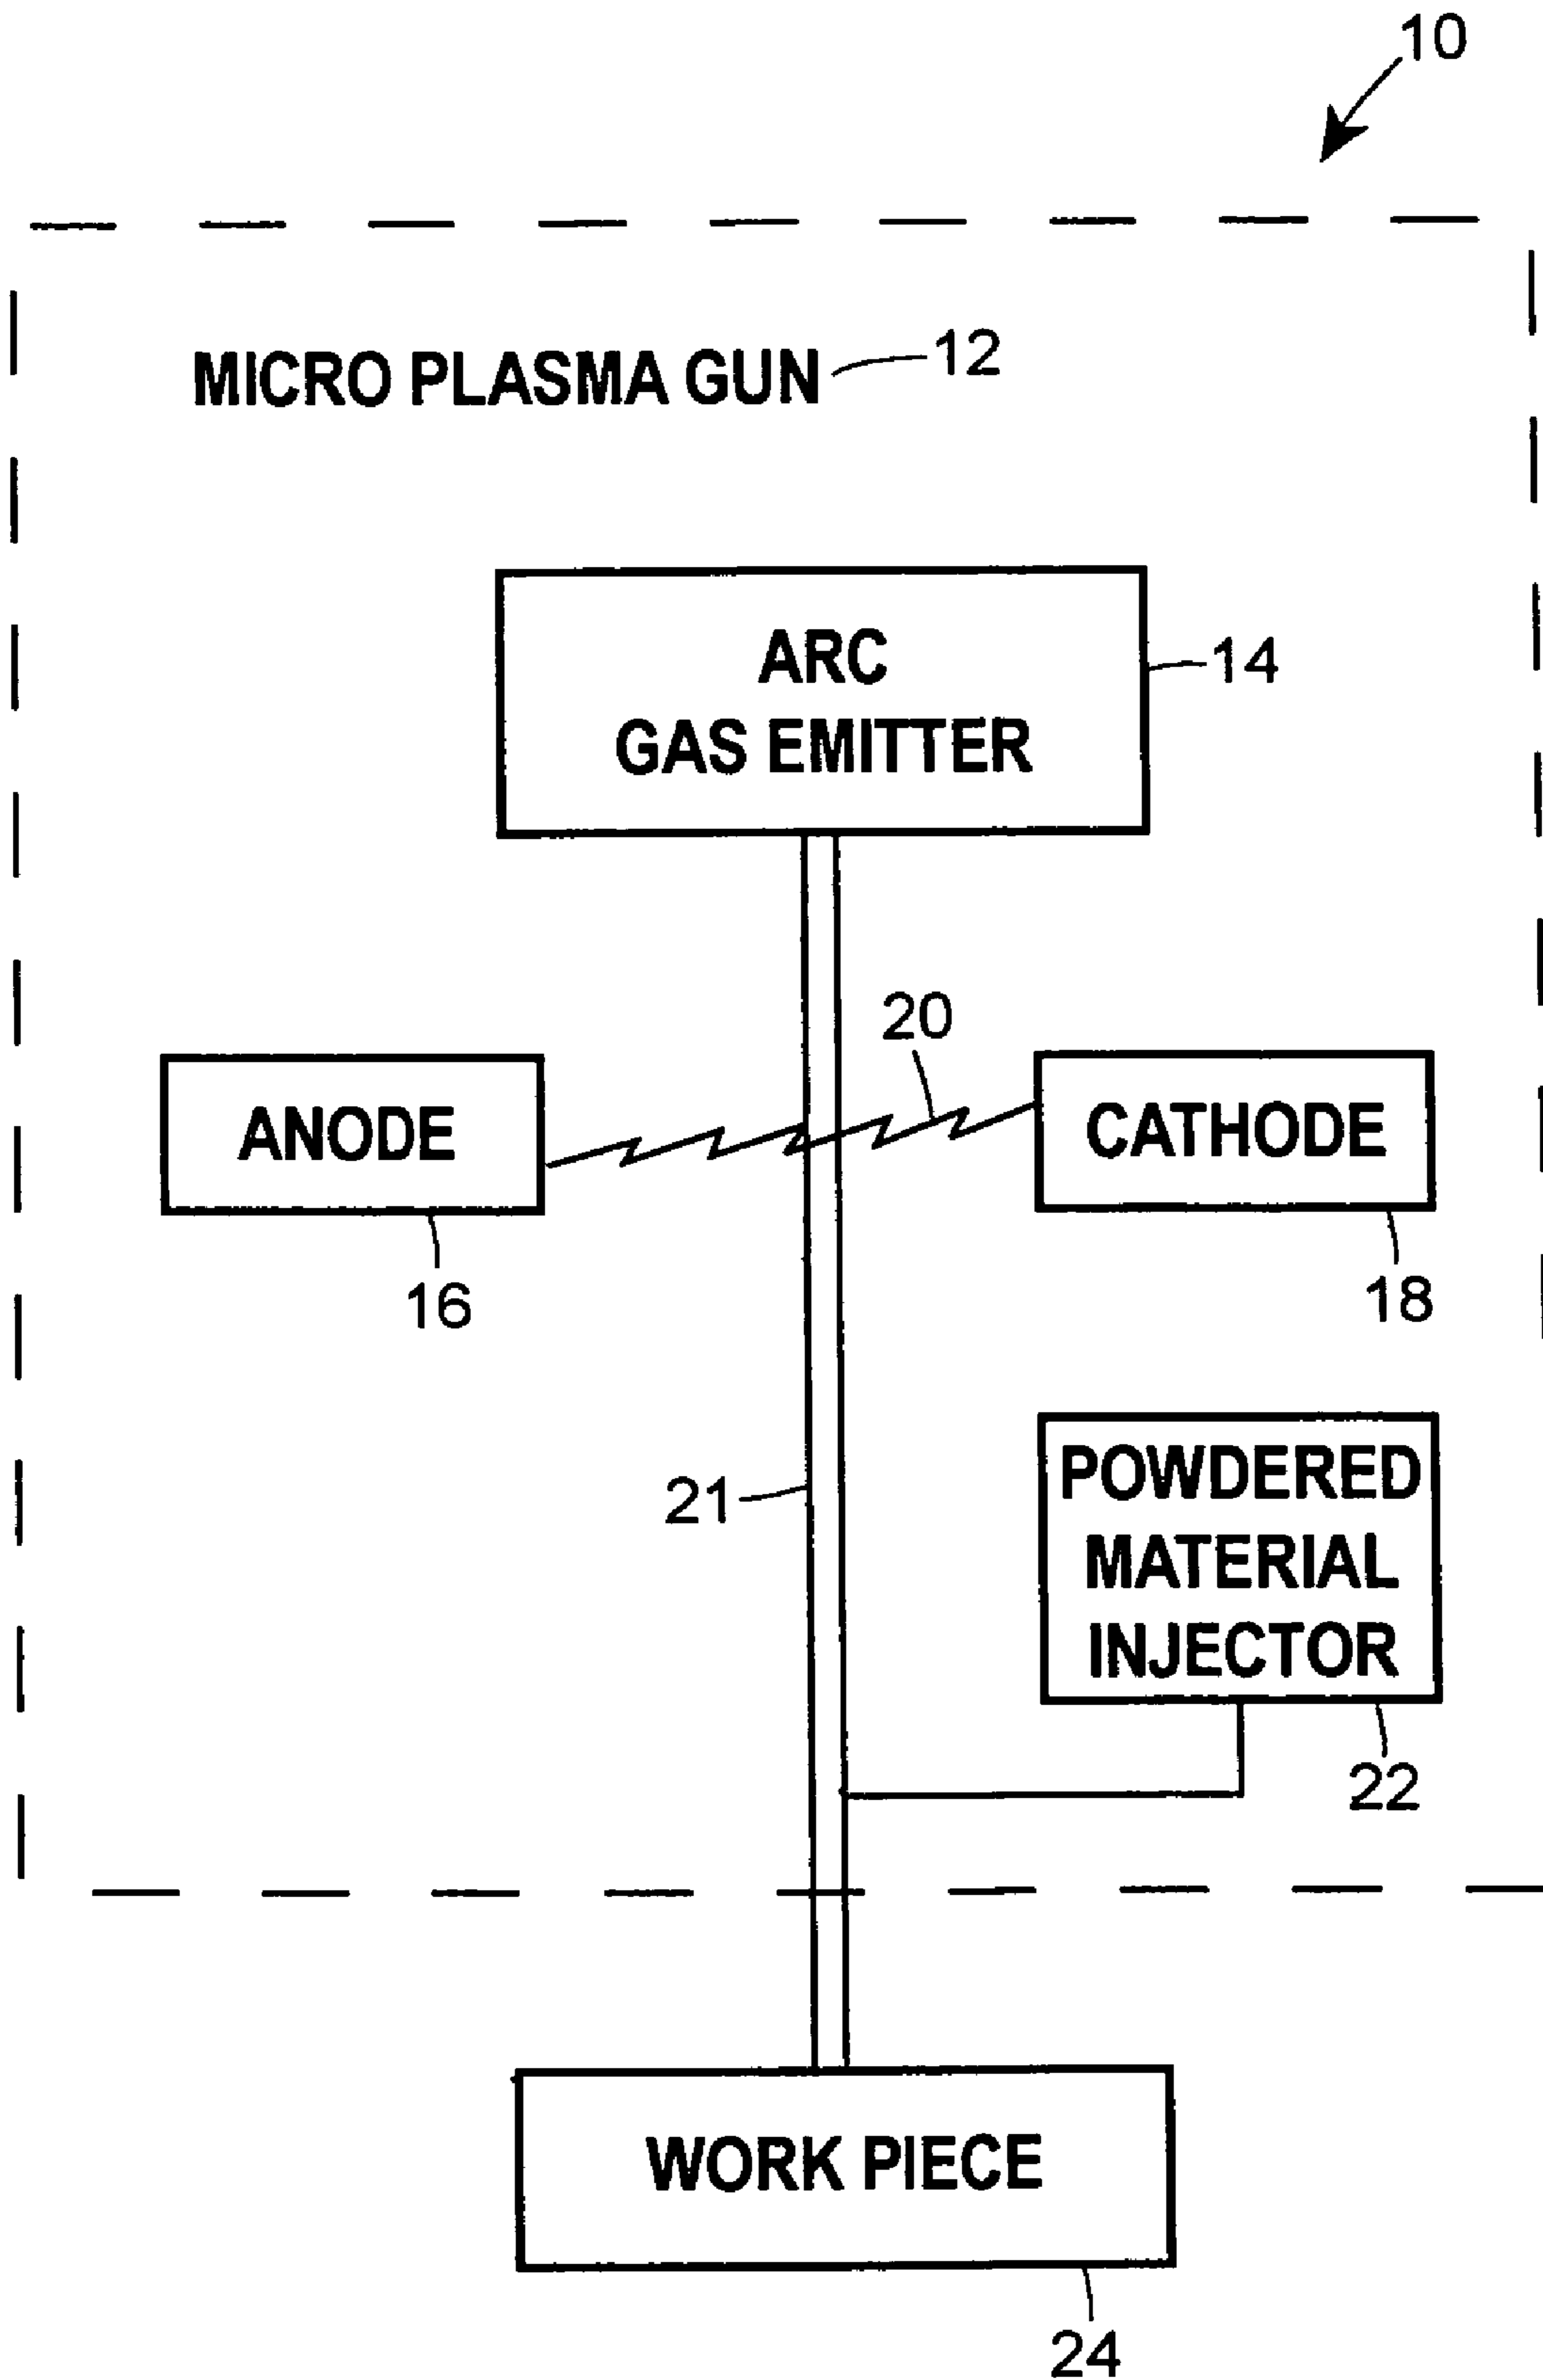 10
MICRO PLASMA GUN 12
ARC
GAS EMITTER
14
20
ANODE
CATHODE
16
18
21
POWDERED
MATERIAL
INJECTOR
22
WORK PIECE
24